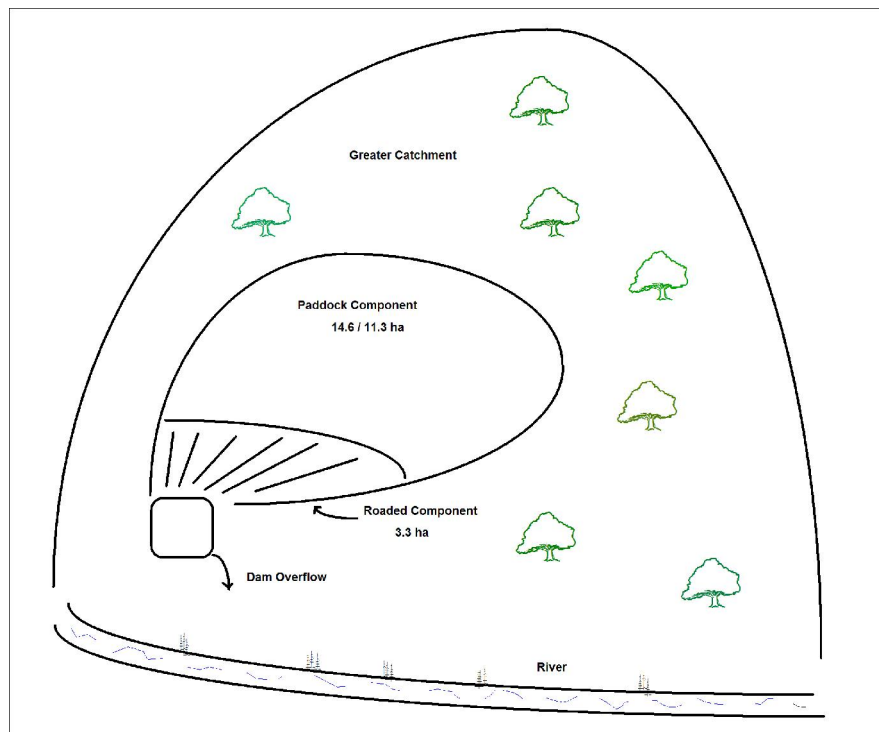 Greater Catchment
Paddock Component
14.6 / 11.3 ha
Roaded Component
3.3 ha
Dam Overflow
River